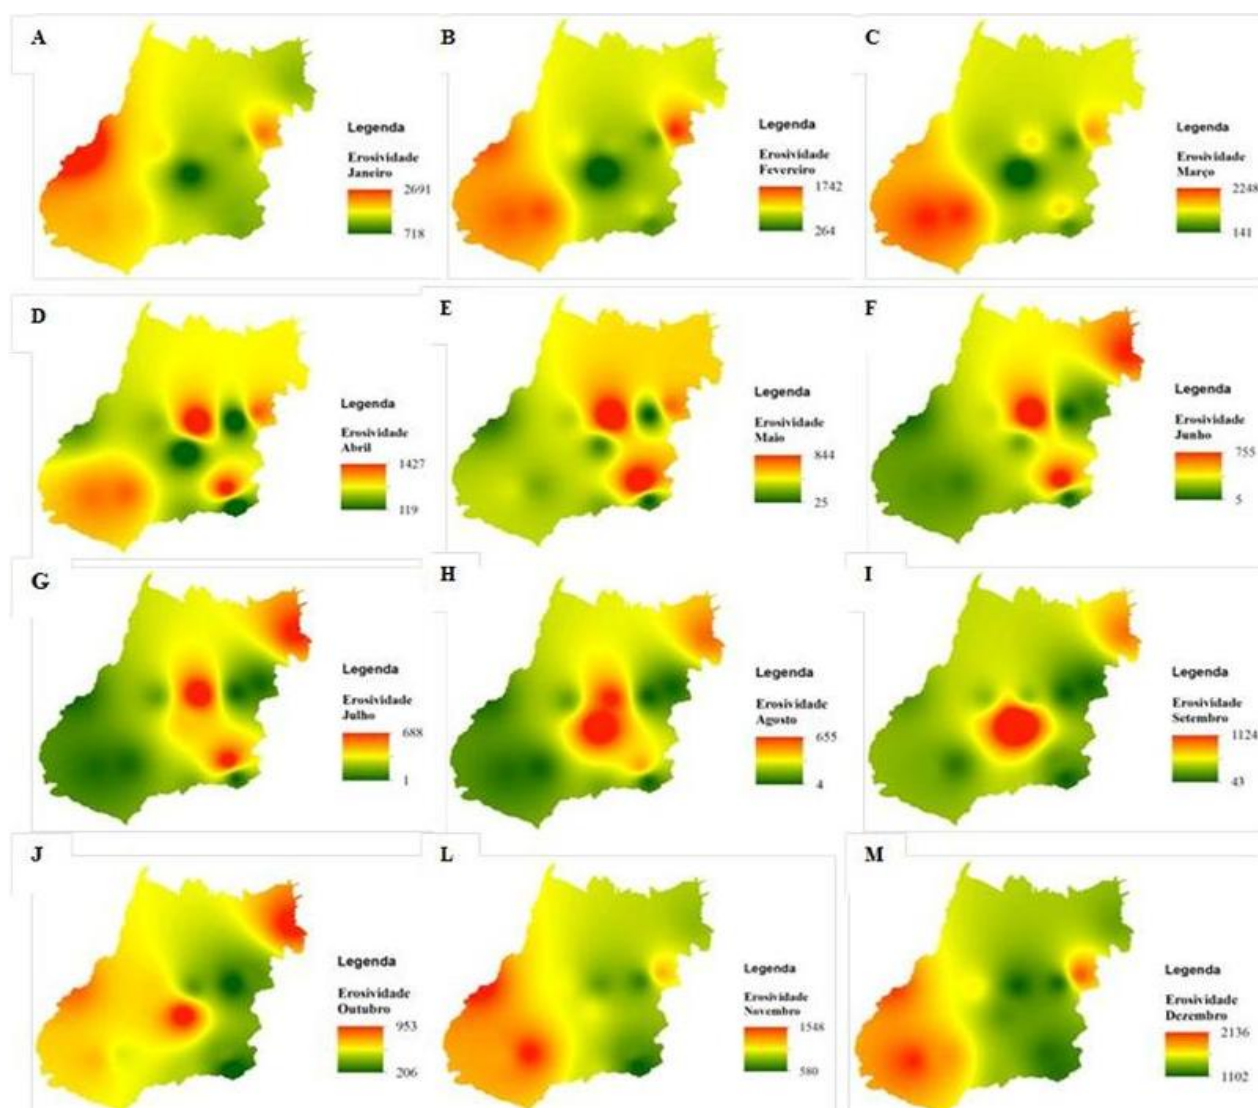 A
Legenda
Erosividade
Janeiro
2691
718
B
Legenda
Erosividade
Fevereiro
1742
264
C
Legenda
Erosividade
Março
2248
141
D
Legenda
Erosividade
Abril
1427
119
E
Legenda
Erosividade
Maio
844
25
F
Legenda
Erosividade
Junho
755
5
G
Legenda
Erosividade
Julho
688
1
H
Legenda
Erosividade
Agosto
655
4
I
Legenda
Erosividade
Setembro
1124
43
J
Legenda
Erosividade
Outubro
953
206
L
Legenda
Erosividade
Novembro
1548
580
M
Legenda
Erosividade
Dezembro
2136
1102